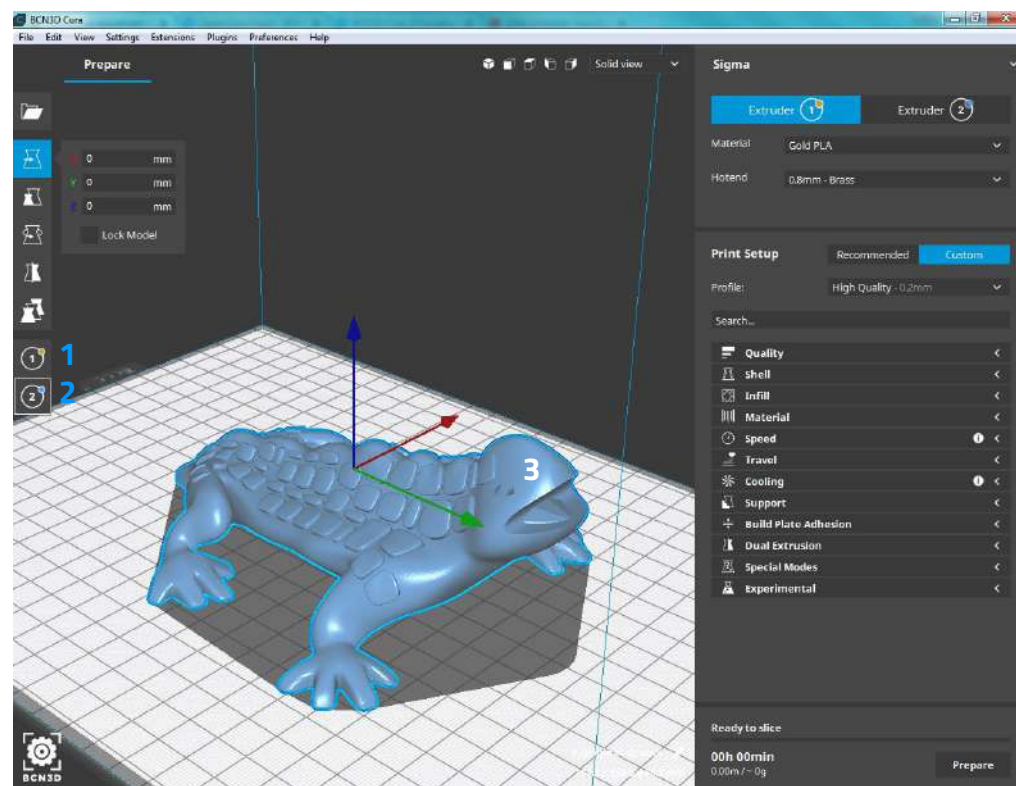 BCN3D Cura
File Edit View Settings Extensions Plugins Preferences Help
Prepare
Solid view
Sigma
Extruder 1
Extruder 2
Material Gold PLA
Hotend 0.8mm - Brass
X 0 mm
Y 0 mm
Z 0 mm
Lock Model
Print Setup Recommended Custom
Profile: High Quality - 0.2mm
Search...
Quality
Shell
Infill
Material
Speed
Travel
Cooling
Support
Build Plate Adhesion
Dual Extrusion
Special Modes
Experimental
1 1
2 2
3
Ready to slice
00h 00min
0.00m / ~ 0g
Prepare
BCN3D